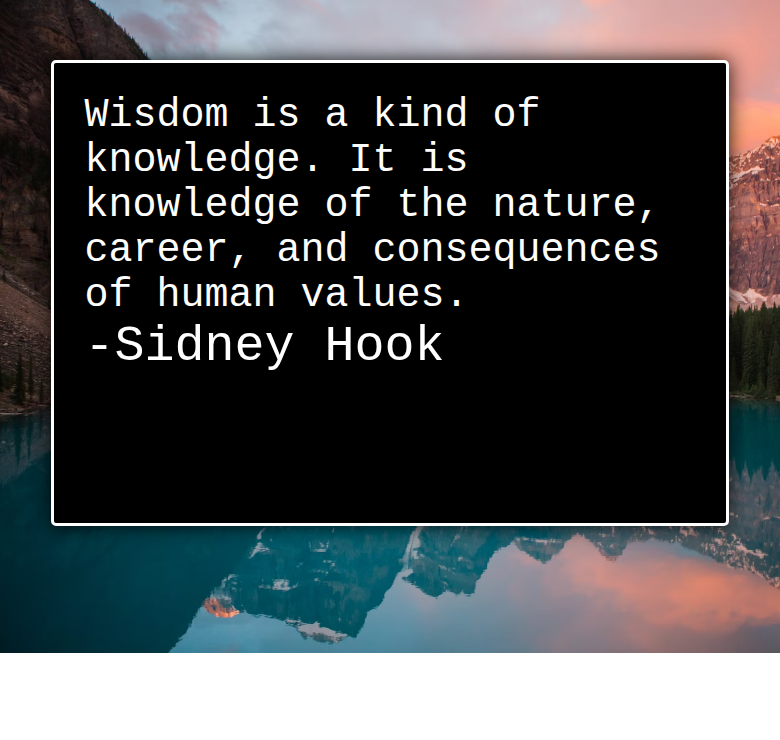 Wisdom is a kind of
knowledge. It is
knowledge of the nature,
career, and consequences
of human values.
-Sidney Hook